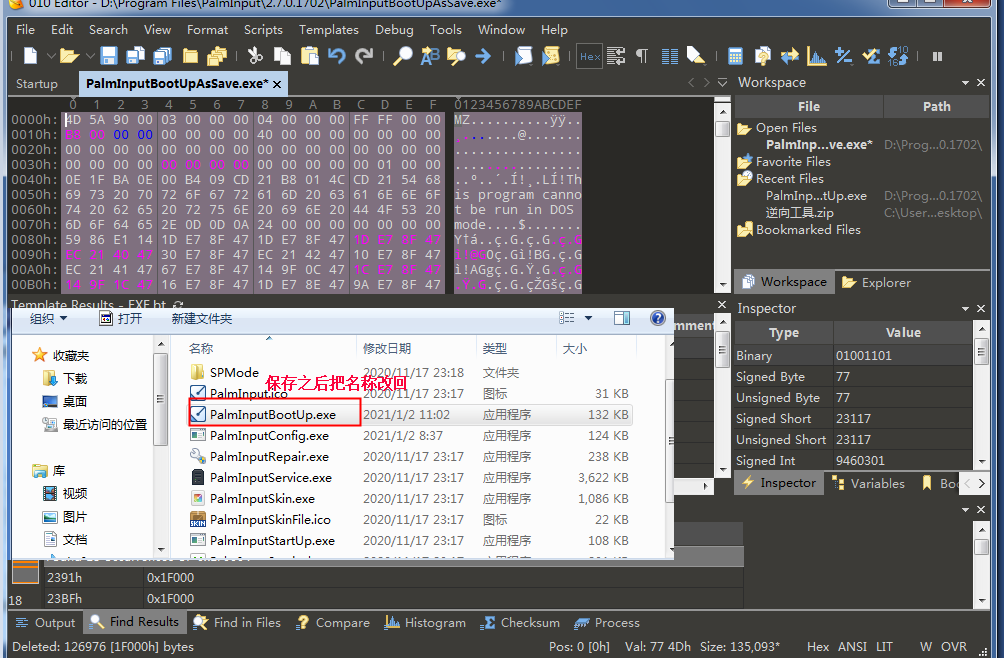 010 Editor - D:\Program Files\PalmInput\2.7.0.1702\PalmInputBootUpAsSave.exe*
File Edit Search View Format Scripts Templates Debug Tools Window Help
Hex
Startup PalmInputBootUpAsSave.exe* ×
0 1 2 3 4 5 6 7 8 9 A B C D E F 0123456789ABCDEF
0000h: 4D 5A 90 00 03 00 00 00 04 00 00 00 FF FF 00 00 MZ..........ÿÿ..
0010h: B8 00 00 00 00 00 00 00 40 00 00 00 00 00 00 00 ........@.......
0020h: 00 00 00 00 00 00 00 00 00 00 00 00 00 00 00 00 ................
0030h: 00 00 00 00 00 00 00 00 00 00 00 00 00 01 00 00 ................
0040h: 0E 1F BA 0E 00 B4 09 CD 21 B8 01 4C CD 21 54 68 ..º..´.Í!¸.LÍ!Th
0050h: 69 73 20 70 72 6F 67 72 61 6D 20 63 61 6E 6E 6F is program canno
0060h: 74 20 62 65 20 72 75 6E 20 69 6E 20 44 4F 53 20 t be run in DOS
0070h: 6D 6F 64 65 2E 0D 0D 0A 24 00 00 00 00 00 00 00 mode....$.......
0080h: 59 86 E1 14 1D E7 8F 47 1D E7 8F 47 1D E7 8F 47 Y†á..ç.G.ç.G.ç.G
0090h: EC 21 40 47 30 E7 8F 47 EC 21 42 47 10 E7 8F 47 ì!@G0ç.Gì!BG.ç.G
00A0h: EC 21 41 47 67 E7 8F 47 14 9F 0C 47 1C E7 8F 47 ì!AGgç.G.Ÿ.G.ç.G
00B0h: 14 9F 1C 47 16 E7 8F 47 1D E7 8E 47 9A E7 8F 47 .Ÿ.G.ç.G.çŽGšç.G
Template Results - EXE.bt
Workspace
File Path
Open Files
PalmInp...ve.exe* D:\Prog...0.1702\
Favorite Files
Recent Files
PalmInp...tUp.exe D:\Prog...0.1702\
逆向工具.zip C:\User...esktop\
Bookmarked Files
Workspace Explorer
Inspector
Type Value
Binary 01001101
Signed Byte 77
Unsigned Byte 77
Signed Short 23117
Unsigned Short 23117
Signed Int 9460301
Inspector Variables Boo
mment
组织 打开 新建文件夹
收藏夹
下载
桌面
最近访问的位置
库
视频
图片
文档
名称 修改日期 类型 大小
SPMode 2020/11/17 23:18 文件夹
保存之后把名称改回
PalmInput.ico 2020/11/17 23:17 图标 31 KB
PalmInputBootUp.exe 2021/1/2 11:02 应用程序 132 KB
PalmInputConfig.exe 2021/1/2 8:37 应用程序 124 KB
PalmInputRepair.exe 2020/11/17 23:17 应用程序 238 KB
PalmInputService.exe 2020/11/17 23:17 应用程序 3,622 KB
PalmInputSkin.exe 2020/11/17 23:17 应用程序 1,086 KB
PalmInputSkinFile.ico 2020/11/17 23:17 图标 22 KB
PalmInputStartUp.exe 2020/11/17 23:17 应用程序 108 KB
2391h 0x1F000
23BFh 0x1F000
18
Output Find Results Find in Files Compare Histogram Checksum Process
Deleted: 126976 [1F000h] bytes Pos: 0 [0h] Val: 77 4Dh Size: 135,093* Hex ANSI LIT W OVR